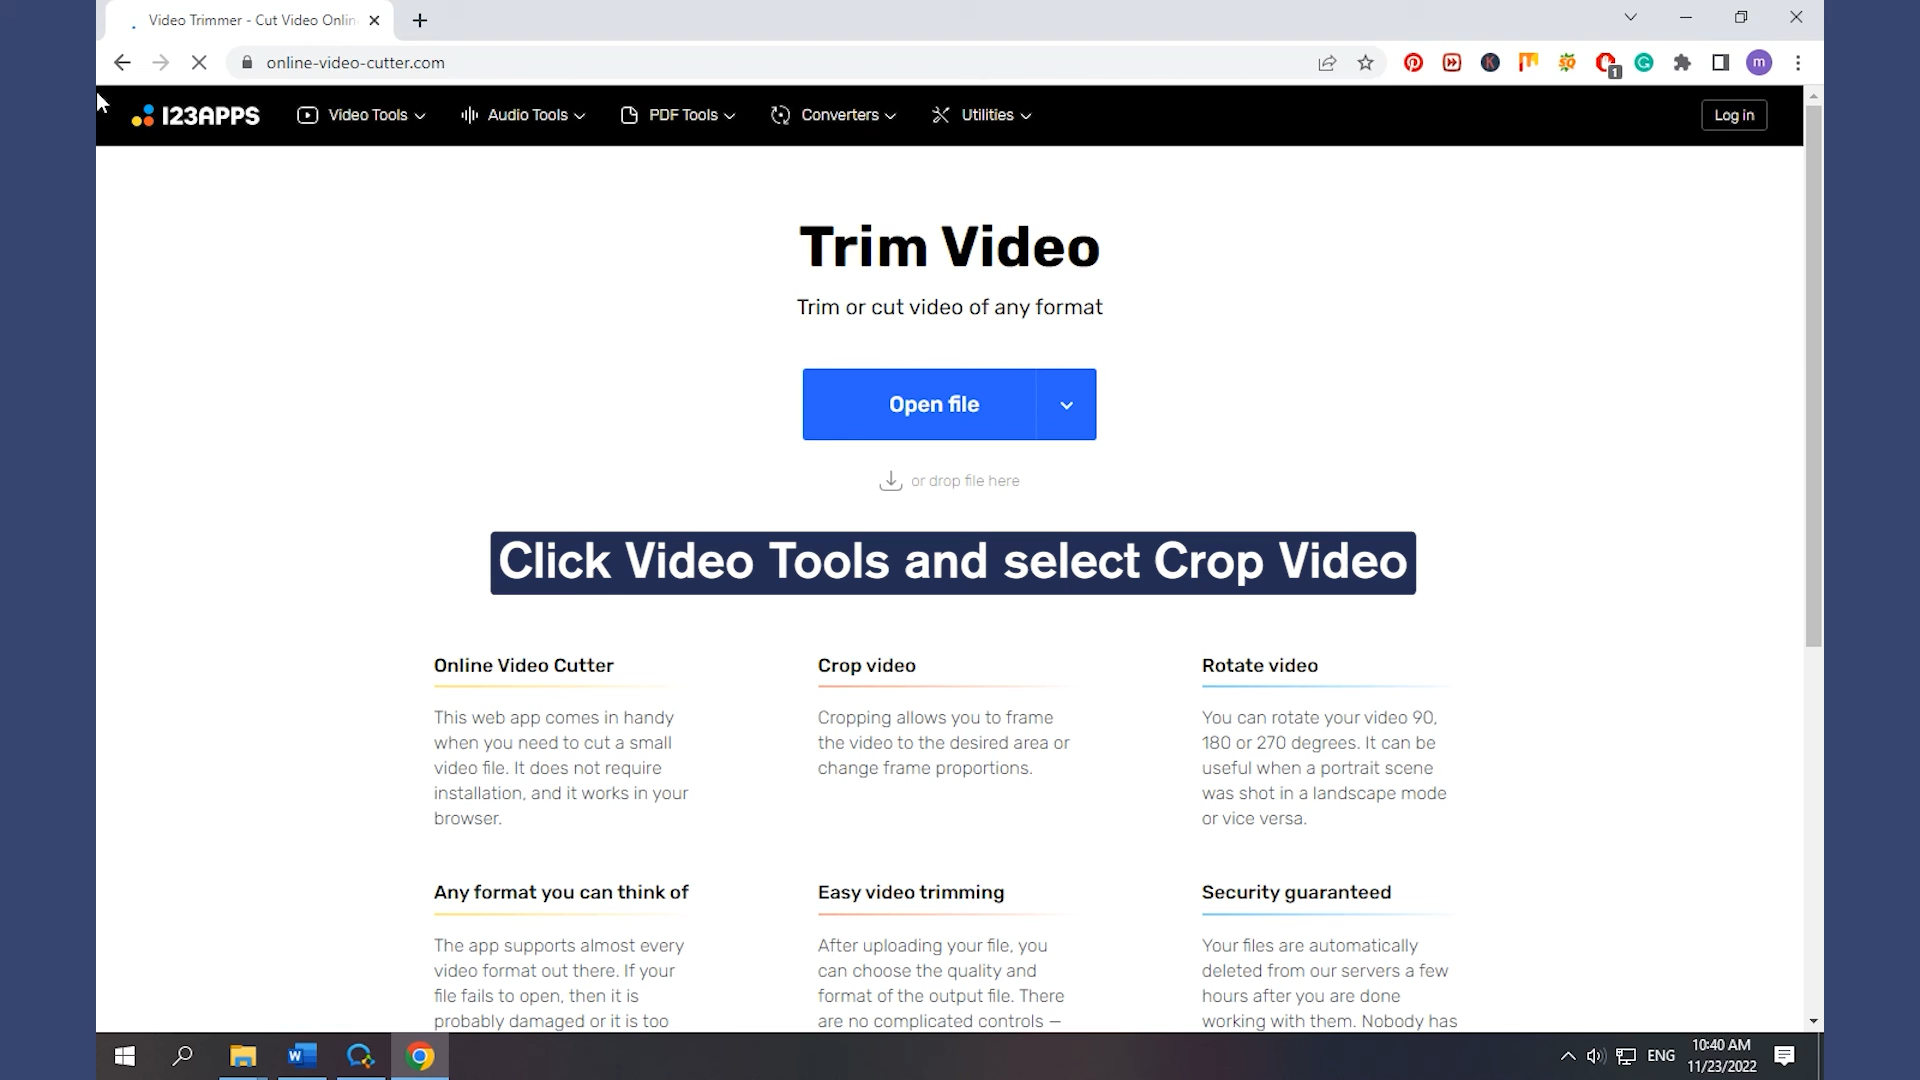 Video Trimmer - Cut Video Onlin
online-video-cutter.com
1
m
123APPS
Video Tools
Audio Tools
PDF Tools
Converters
Utilities
Log in
Trim Video
Trim or cut video of any format
Open file
or drop file here
Click Video Tools and select Crop Video
Online Video Cutter
This web app comes in handy
when you need to cut a small
video file. It does not require
installation, and it works in your
browser.
Crop video
Cropping allows you to frame
the video to the desired area or
change frame proportions.
Rotate video
You can rotate your video 90,
180 or 270 degrees. It can be
useful when a portrait scene
was shot in a landscape mode
or vice versa.
Any format you can think of
The app supports almost every
video format out there. If your
file fails to open, then it is
probably damaged or it is too
Easy video trimming
After uploading your file, you
can choose the quality and
format of the output file. There
are no complicated controls —
Security guaranteed
Your files are automatically
deleted from our servers a few
hours after you are done
working with them. Nobody has
ENG
10:40 AM
11/23/2022